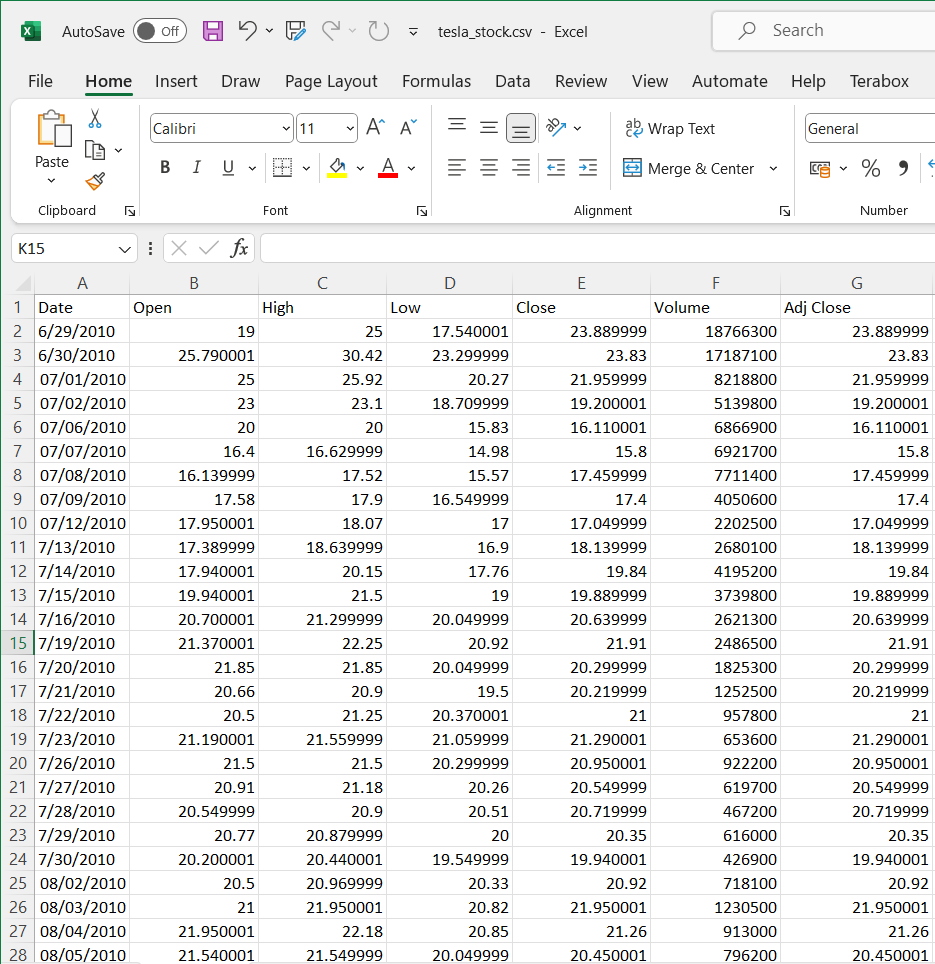 X AutoSave Off tesla_stock.csv - Excel Search
File Home Insert Draw Page Layout Formulas Data Review View Automate Help Terabox
Paste Calibri 11 A A ab Wrap Text General
B I U A Merge & Center % 9
Clipboard Font Alignment Number
K15 fx
A B C D E F G
1 Date Open High Low Close Volume Adj Close
2 6/29/2010 19 25 17.540001 23.889999 18766300 23.889999
3 6/30/2010 25.790001 30.42 23.299999 23.83 17187100 23.83
4 07/01/2010 25 25.92 20.27 21.959999 8218800 21.959999
5 07/02/2010 23 23.1 18.709999 19.200001 5139800 19.200001
6 07/06/2010 20 20 15.83 16.110001 6866900 16.110001
7 07/07/2010 16.4 16.629999 14.98 15.8 6921700 15.8
8 07/08/2010 16.139999 17.52 15.57 17.459999 7711400 17.459999
9 07/09/2010 17.58 17.9 16.549999 17.4 4050600 17.4
10 07/12/2010 17.950001 18.07 17 17.049999 2202500 17.049999
11 7/13/2010 17.389999 18.639999 16.9 18.139999 2680100 18.139999
12 7/14/2010 17.940001 20.15 17.76 19.84 4195200 19.84
13 7/15/2010 19.940001 21.5 19 19.889999 3739800 19.889999
14 7/16/2010 20.700001 21.299999 20.049999 20.639999 2621300 20.639999
15 7/19/2010 21.370001 22.25 20.92 21.91 2486500 21.91
16 7/20/2010 21.85 21.85 20.049999 20.299999 1825300 20.299999
17 7/21/2010 20.66 20.9 19.5 20.219999 1252500 20.219999
18 7/22/2010 20.5 21.25 20.370001 21 957800 21
19 7/23/2010 21.190001 21.559999 21.059999 21.290001 653600 21.290001
20 7/26/2010 21.5 21.5 20.299999 20.950001 922200 20.950001
21 7/27/2010 20.91 21.18 20.26 20.549999 619700 20.549999
22 7/28/2010 20.549999 20.9 20.51 20.719999 467200 20.719999
23 7/29/2010 20.77 20.879999 20 20.35 616000 20.35
24 7/30/2010 20.200001 20.440001 19.549999 19.940001 426900 19.940001
25 08/02/2010 20.5 20.969999 20.33 20.92 718100 20.92
26 08/03/2010 21 21.950001 20.82 21.950001 1230500 21.950001
27 08/04/2010 21.950001 22.18 20.85 21.26 913000 21.26
28 08/05/2010 21.540001 21.549999 20.049999 20.450001 796200 20.450001